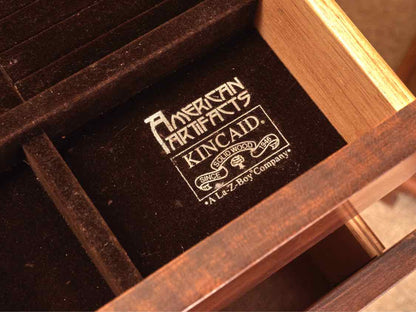 AMERICAN
ARTIFACTS
KINCAID®
SOLID WOOD
SINCE 1946
• A LA-Z-BOY® COMPANY •